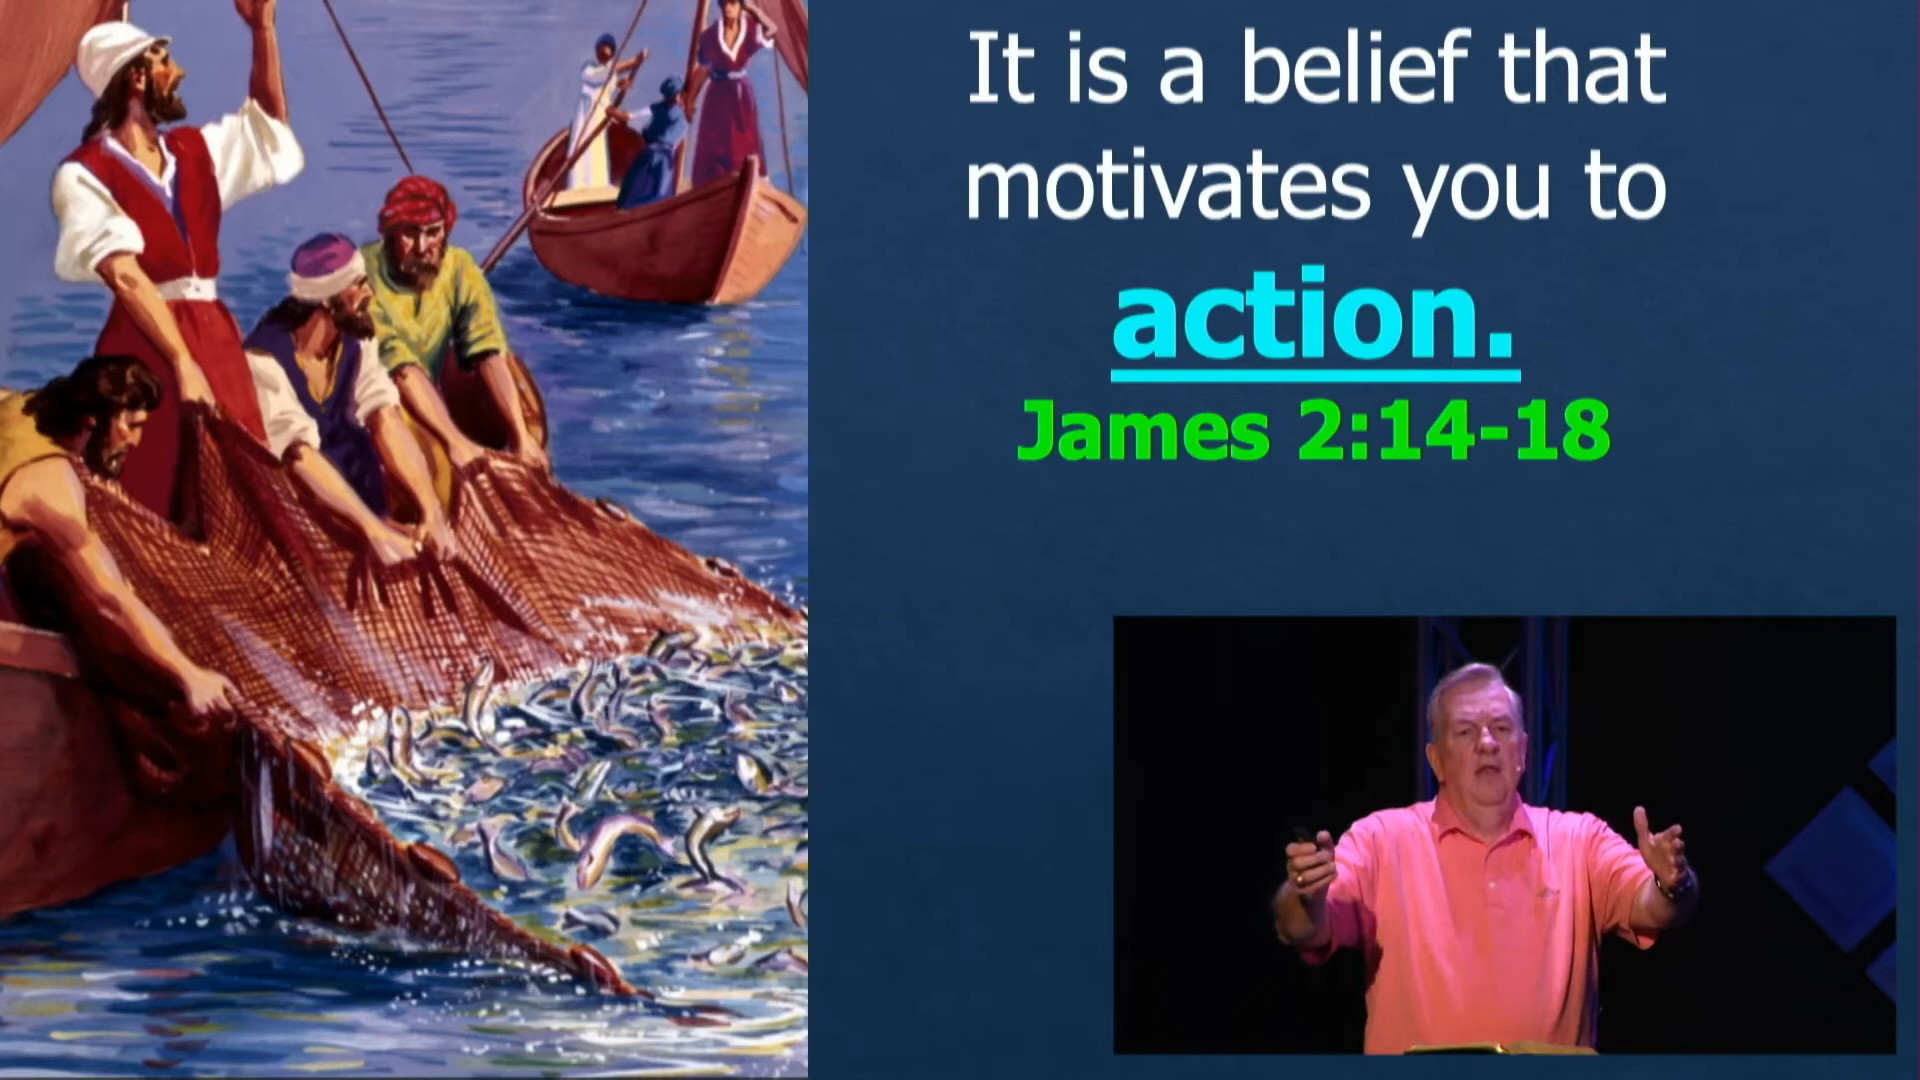 It is a belief that
motivates you to
action.
James 2:14-18